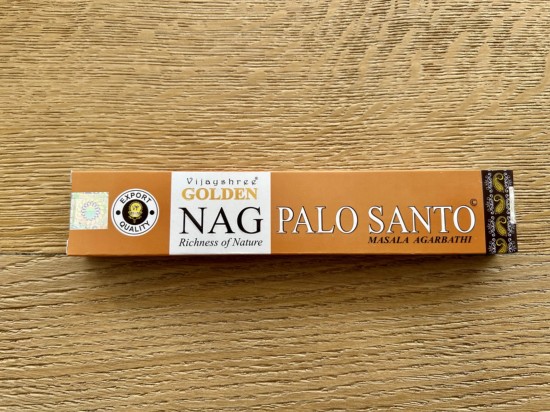 EXPORT
QUALITY
Vijayshree
GOLDEN
NAG
Richness of Nature
PALO SANTO ©
MASALA AGARBATHI